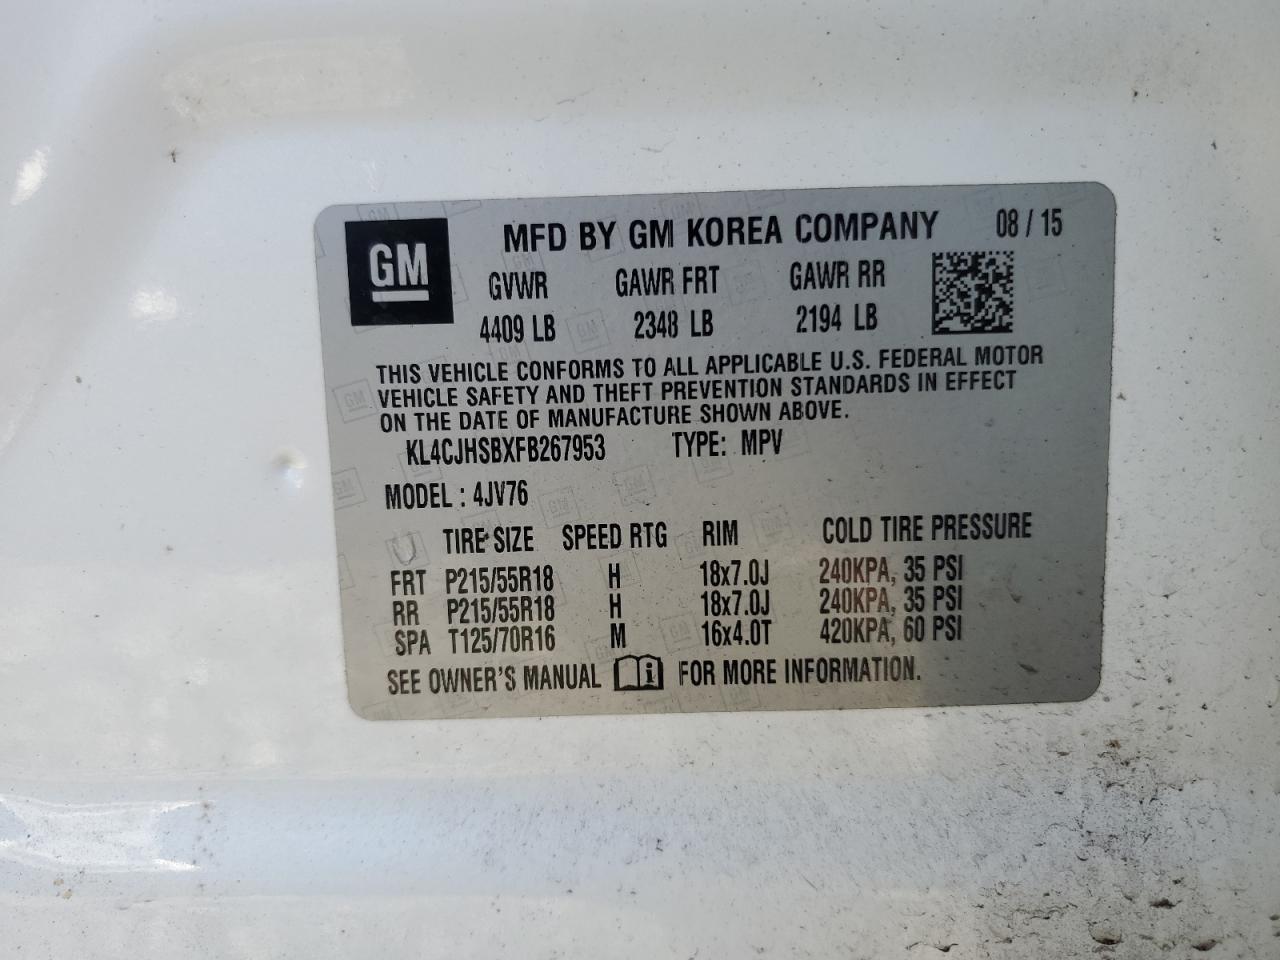 GM
MFD BY GM KOREA COMPANY 08 / 15
GVWR GAWR FRT GAWR RR
4409 LB 2348 LB 2194 LB
THIS VEHICLE CONFORMS TO ALL APPLICABLE U.S. FEDERAL MOTOR
VEHICLE SAFETY AND THEFT PREVENTION STANDARDS IN EFFECT
ON THE DATE OF MANUFACTURE SHOWN ABOVE.
KL4CJHSBXFB267953 TYPE: MPV
MODEL : 4JV76
TIRE SIZE SPEED RTG RIM COLD TIRE PRESSURE
FRT P215/55R18 H 18x7.0J 240KPA, 35 PSI
RR P215/55R18 H 18x7.0J 240KPA, 35 PSI
SPA T125/70R16 M 16x4.0T 420KPA, 60 PSI
SEE OWNER'S MANUAL FOR MORE INFORMATION.